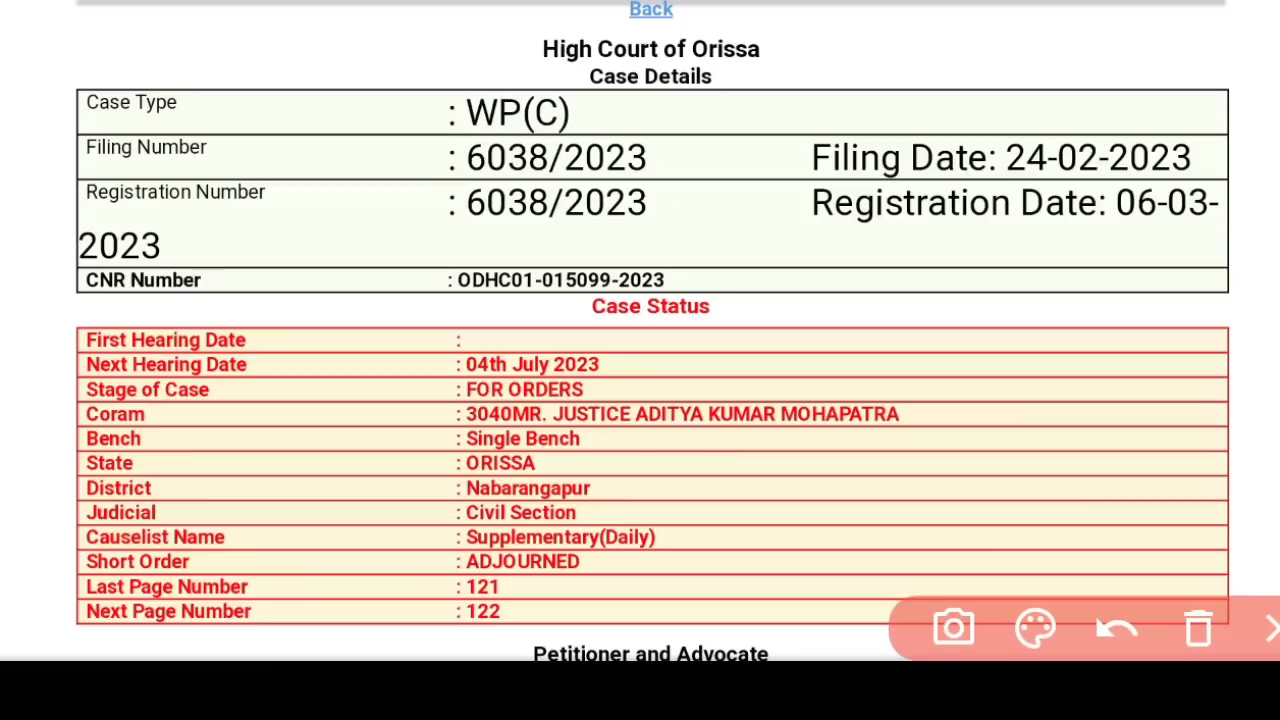 Back
High Court of Orissa
Case Details
Case Type : WP(C)
Filing Number : 6038/2023 Filing Date: 24-02-2023
Registration Number : 6038/2023 Registration Date: 06-03-
2023
CNR Number : ODHC01-015099-2023
Case Status
First Hearing Date :
Next Hearing Date : 04th July 2023
Stage of Case : FOR ORDERS
Coram : 3040MR. JUSTICE ADITYA KUMAR MOHAPATRA
Bench : Single Bench
State : ORISSA
District : Nabarangapur
Judicial : Civil Section
Causelist Name : Supplementary(Daily)
Short Order : ADJOURNED
Last Page Number : 121
Next Page Number : 122
Petitioner and Advocate